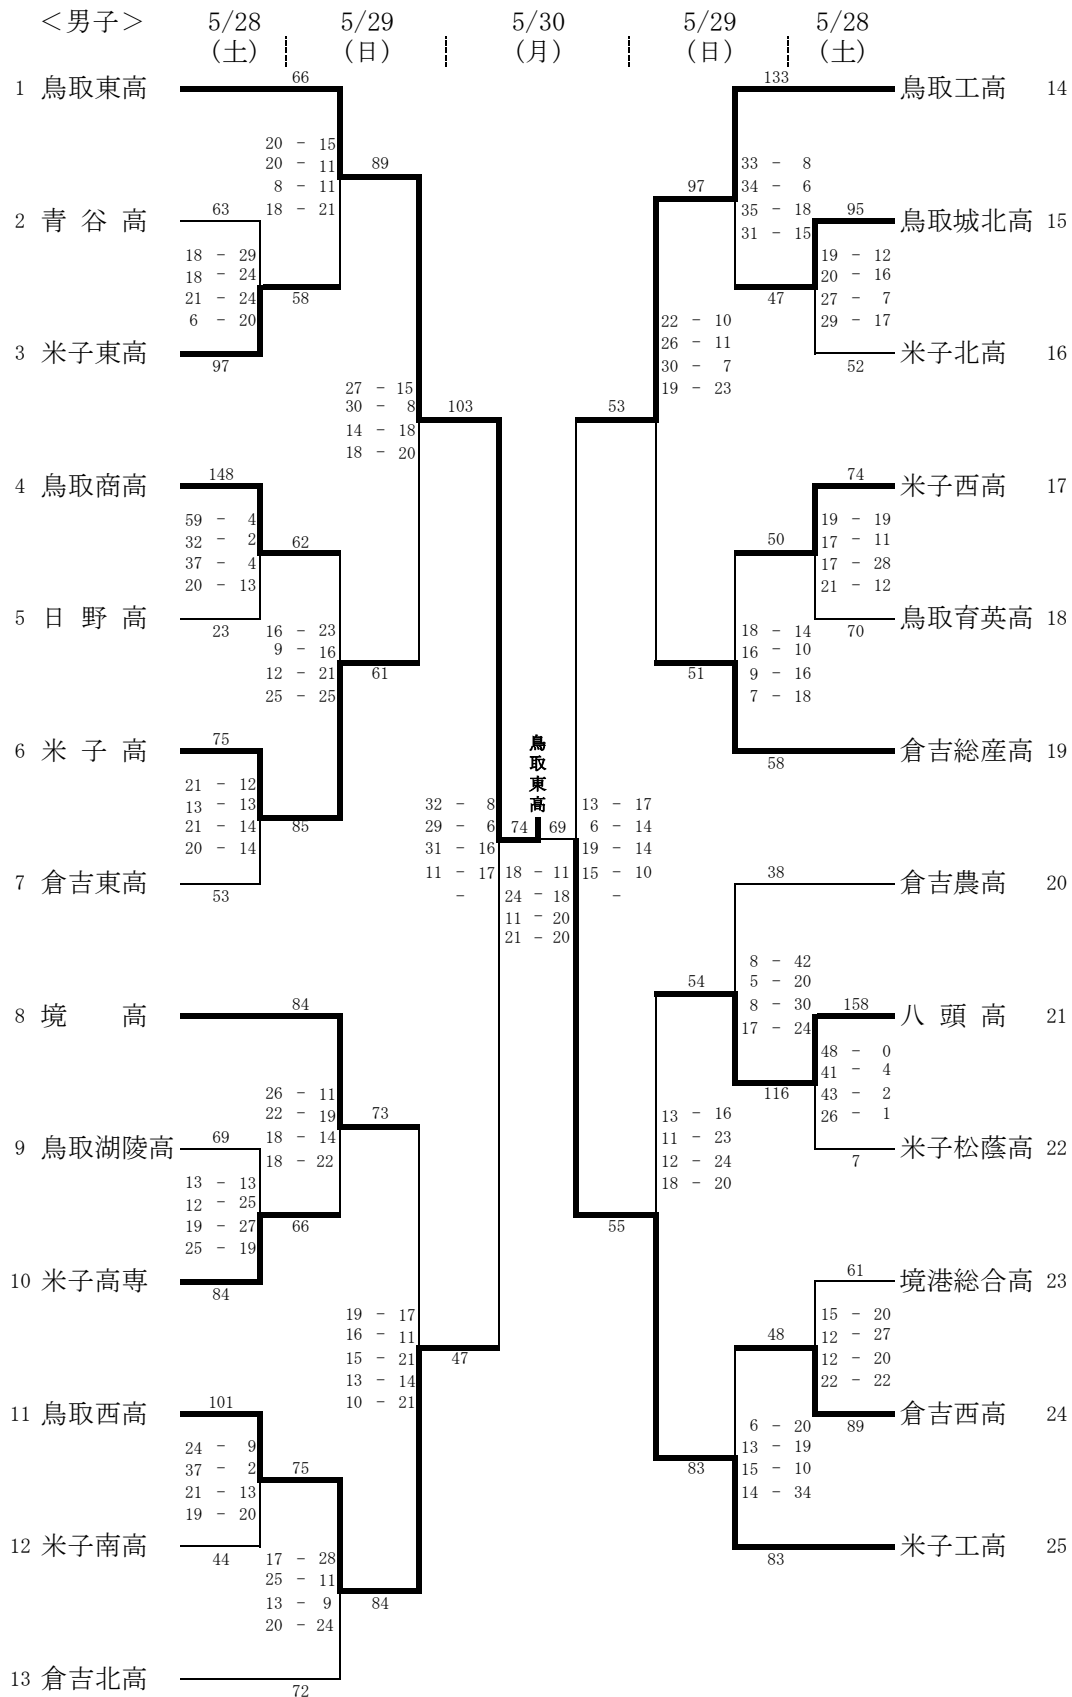 ＜男子＞ 5/28 5/29 5/30 5/29 5/28
(土) (日) (月) (日) (土)
66 133
1 鳥取東高 鳥取工高 14
20 - 15
20 - 11 89
8 - 11
18 - 21
97 33 - 8
34 - 6
35 - 18
31 - 15
63 95
2 青谷高 鳥取城北高 15
18 - 29
18 - 24
21 - 24
6 - 20
19 - 12
20 - 16
27 - 7
29 - 17
58 47
22 - 10
26 - 11
30 - 7
19 - 23
3 米子東高 米子北高 16
97 52
27 - 15
30 - 8
14 - 18
18 - 20
103 53
148 74
4 鳥取商高 米子西高 17
59 - 4
32 - 2
37 - 4
20 - 13
62 50
19 - 19
17 - 11
17 - 28
21 - 12
5 日野高 鳥取育英高 18
23 70
16 - 23
9 - 16
12 - 21
25 - 25
61 51
18 - 14
16 - 10
9 - 16
7 - 18
75
6 米子高 倉吉総産高 19
58
21 - 12
13 - 13
21 - 14
20 - 14
85
鳥取東高
32 - 8
29 - 6
31 - 16
11 - 17
-
74 69
18 - 11
24 - 18
11 - 20
21 - 20
13 - 17
6 - 14
19 - 14
15 - 10
-
38
7 倉吉東高 倉吉農高 20
53
8 - 42
5 - 20
8 - 30
17 - 24
54
84 158
8 境高 八頭高 21
48 - 0
41 - 4
43 - 2
26 - 1
116
26 - 11
22 - 19
18 - 14
18 - 22
73
13 - 16
11 - 23
12 - 24
18 - 20
69
9 鳥取湖陵高 米子松蔭高 22
7
13 - 13
12 - 25
19 - 27
25 - 19
66 55
61
10 米子高専 境港総合高 23
84
19 - 17
16 - 11
15 - 21
13 - 14
10 - 21
47 48
15 - 20
12 - 27
12 - 20
22 - 22
101
11 鳥取西高 倉吉西高 24
89
24 - 9
37 - 2
21 - 13
19 - 20
75 83
6 - 20
13 - 19
15 - 10
14 - 34
12 米子南高 米子工高 25
44 83
17 - 28
25 - 11
13 - 9
20 - 24
84
13 倉吉北高
72